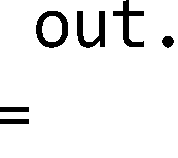 out.
=